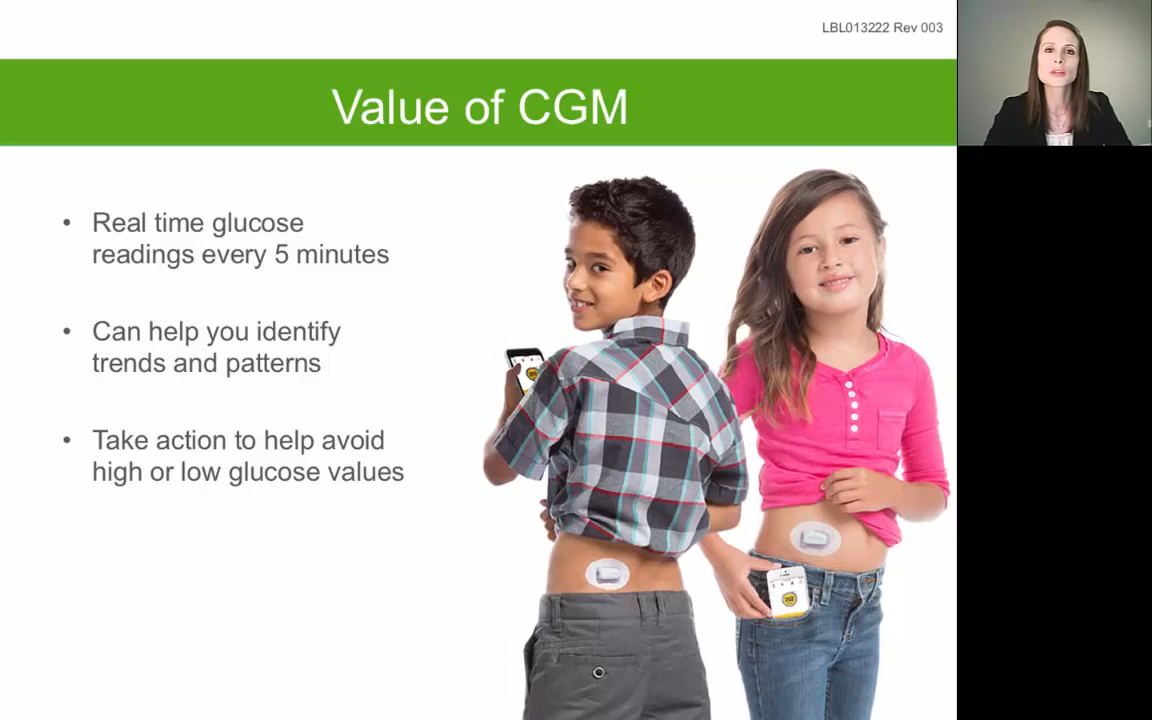 LBL013222 Rev 003
Value of CGM
• Real time glucose
readings every 5 minutes
• Can help you identify
trends and patterns
• Take action to help avoid
high or low glucose values